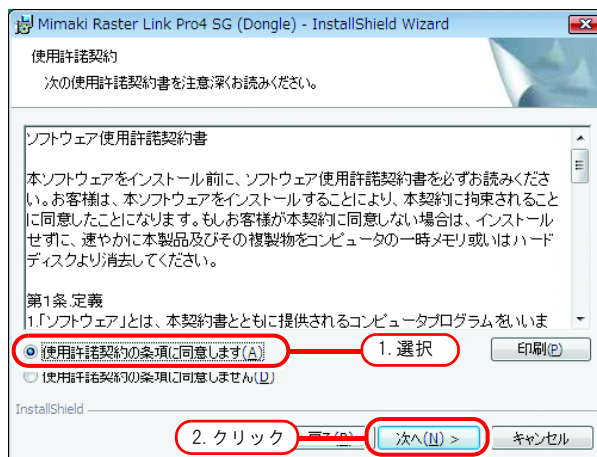 Mimaki Raster Link Pro4 SG (Dongle) - InstallShield Wizard
使用許諾契約
次の使用許諾契約書を注意深くお読みください。
ソフトウェア使用許諾契約書
本ソフトウェアをインストール前に、ソフトウェア使用許諾契約書を必ずお読みくださ
い。お客様は、本ソフトウェアをインストールすることにより、本契約に拘束されること
に同意したことになります。もしお客様が本契約に同意しない場合は、インストール
せずに、速やかに本製品及びその複製物をコンピュータの一時メモリ或いはハード
ディスクより消去してください。
第1条.定義
1.「ソフトウェア」とは、本契約書とともに提供されるコンピュータプログラムをいいま
使用許諾契約の条項に同意します(A)
1. 選択
印刷(P)
使用許諾契約の条項に同意しません(D)
InstallShield
2. クリック
次へ(N) >
キャンセル